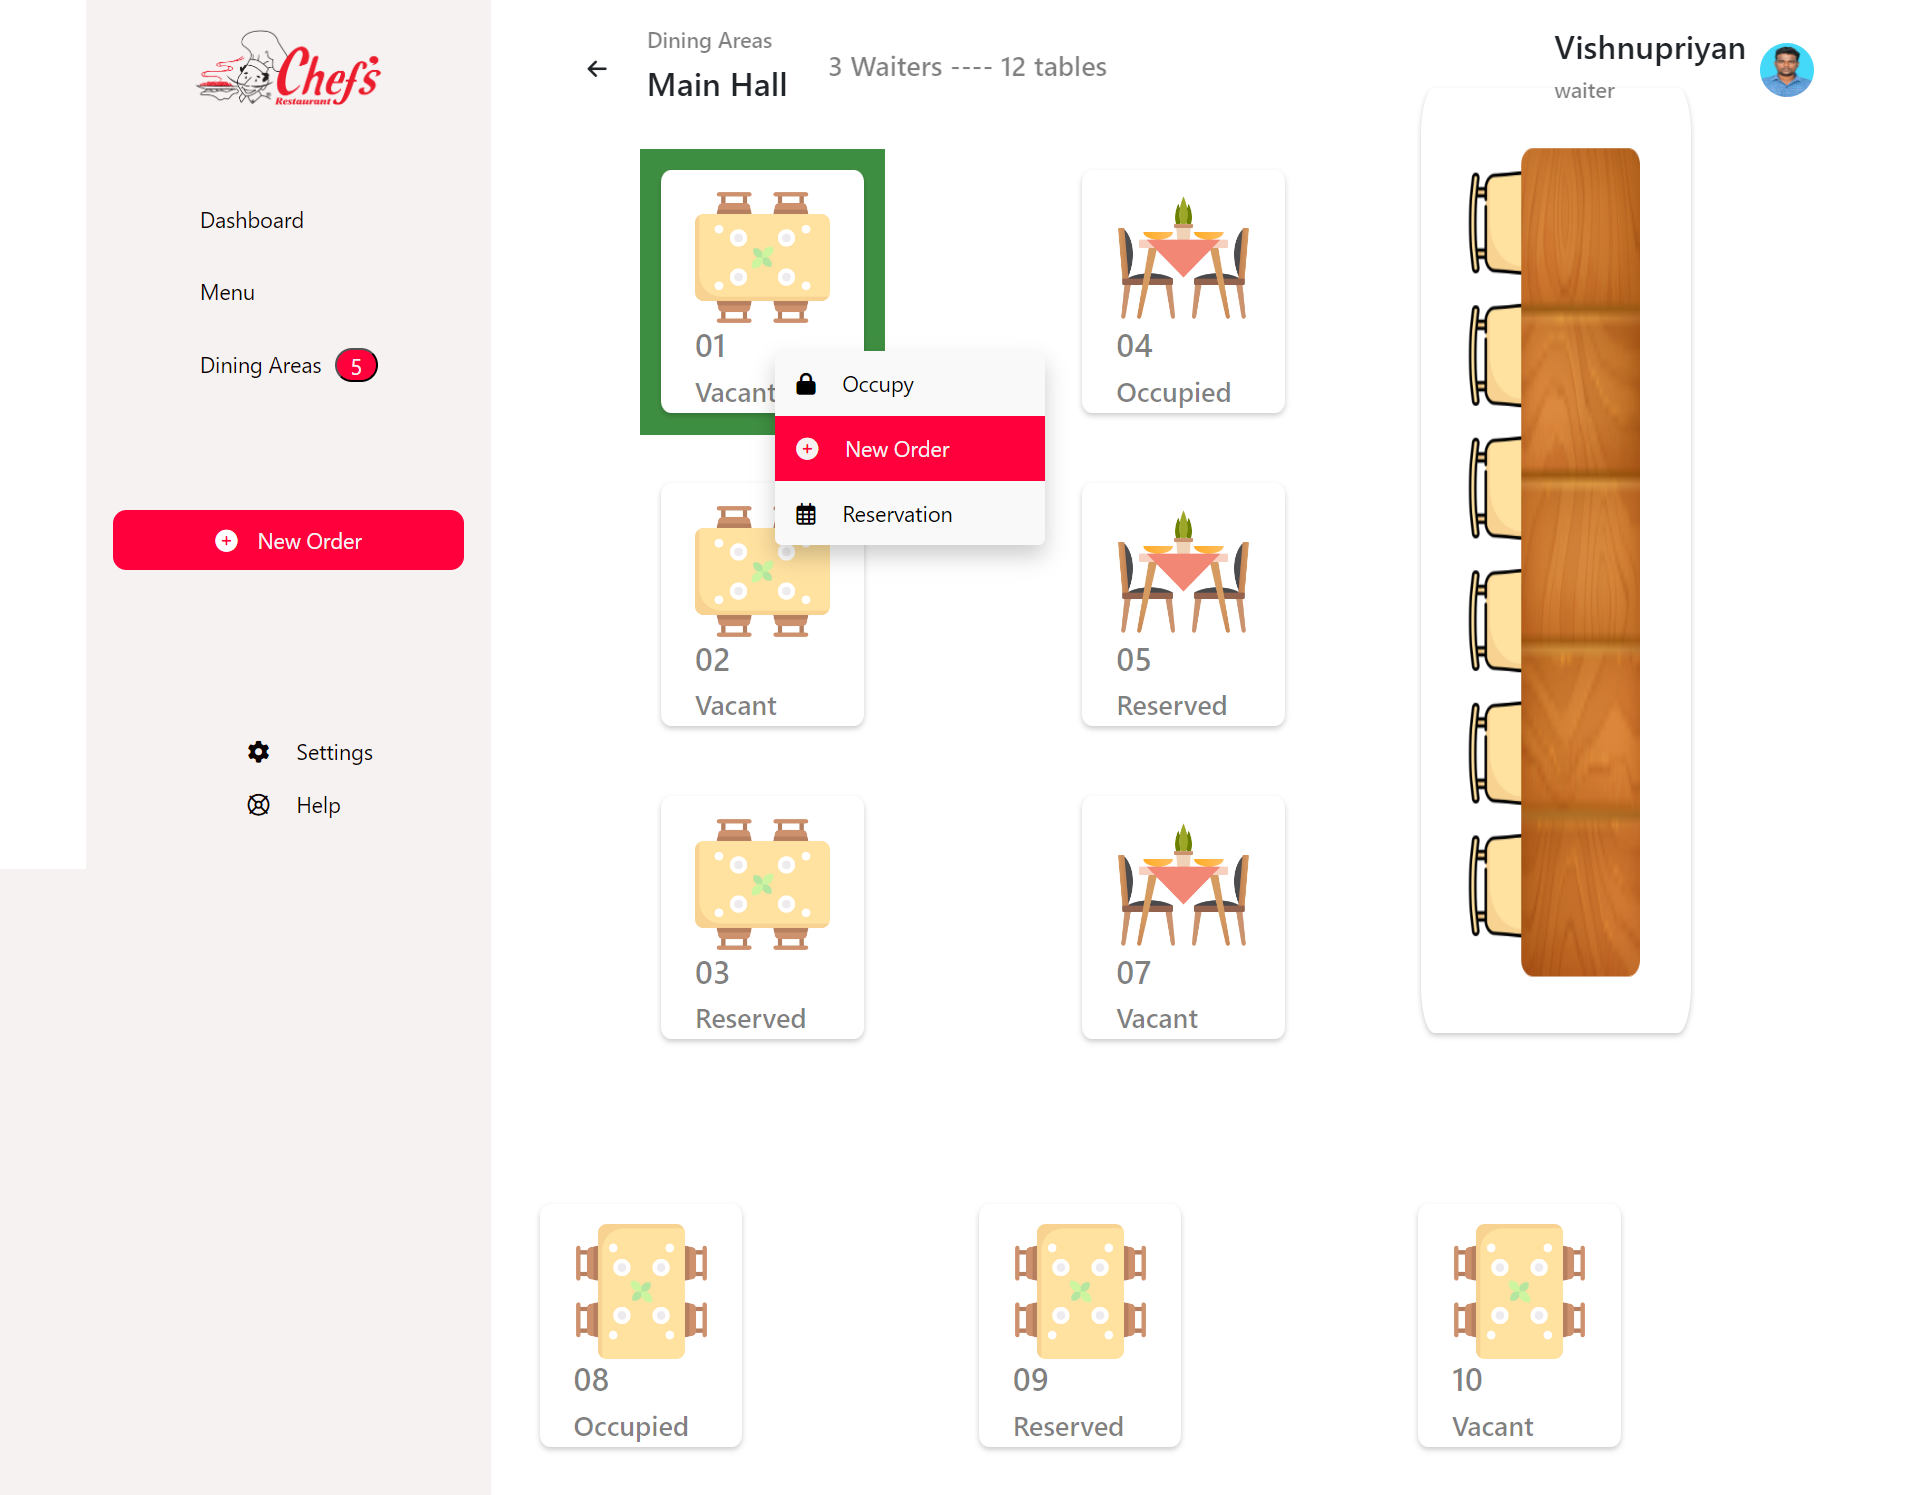 Chef's
Restaurant
Dashboard
Menu
Dining Areas 5
New Order
Settings
Help
Dining Areas
Main Hall
3 Waiters ---- 12 tables
Vishnupriyan
waiter
01
Vacant
Occupy
New Order
Reservation
04
Occupied
02
Vacant
05
Reserved
03
Reserved
07
Vacant
08
Occupied
09
Reserved
10
Vacant